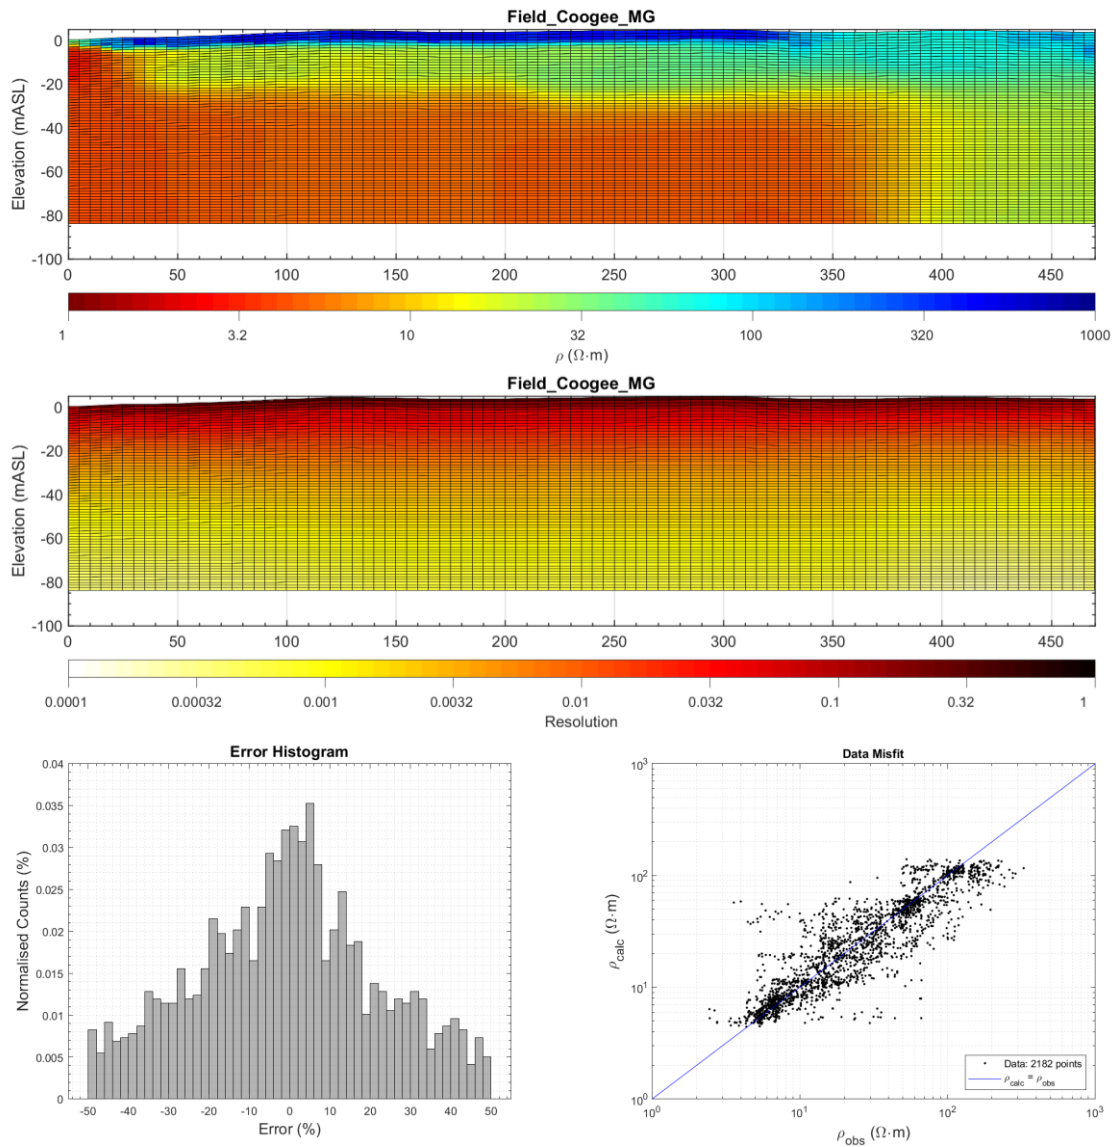 Field_Coogee_MG
Elevation (mASL)
0
-20
-40
-60
-80
-100
0 50 100 150 200 250 300 350 400 450
1 3.2 10 32 100 320 1000
ρ (Ω·m)
Field_Coogee_MG
Elevation (mASL)
0
-20
-40
-60
-80
-100
0 50 100 150 200 250 300 350 400 450
0.0001 0.00032 0.001 0.0032 0.01 0.032 0.1 0.32 1
Resolution
Error Histogram
Normalised Counts (%)
0.04
0.035
0.03
0.025
0.02
0.015
0.01
0.005
0
-50 -40 -30 -20 -10 0 10 20 30 40 50
Error (%)
Data Misfit
ρcalc (Ω·m)
10³
10²
10¹
10⁰
10⁰ 10¹ 10² 10³
ρobs (Ω·m)
Data: 2182 points
ρcalc = ρobs